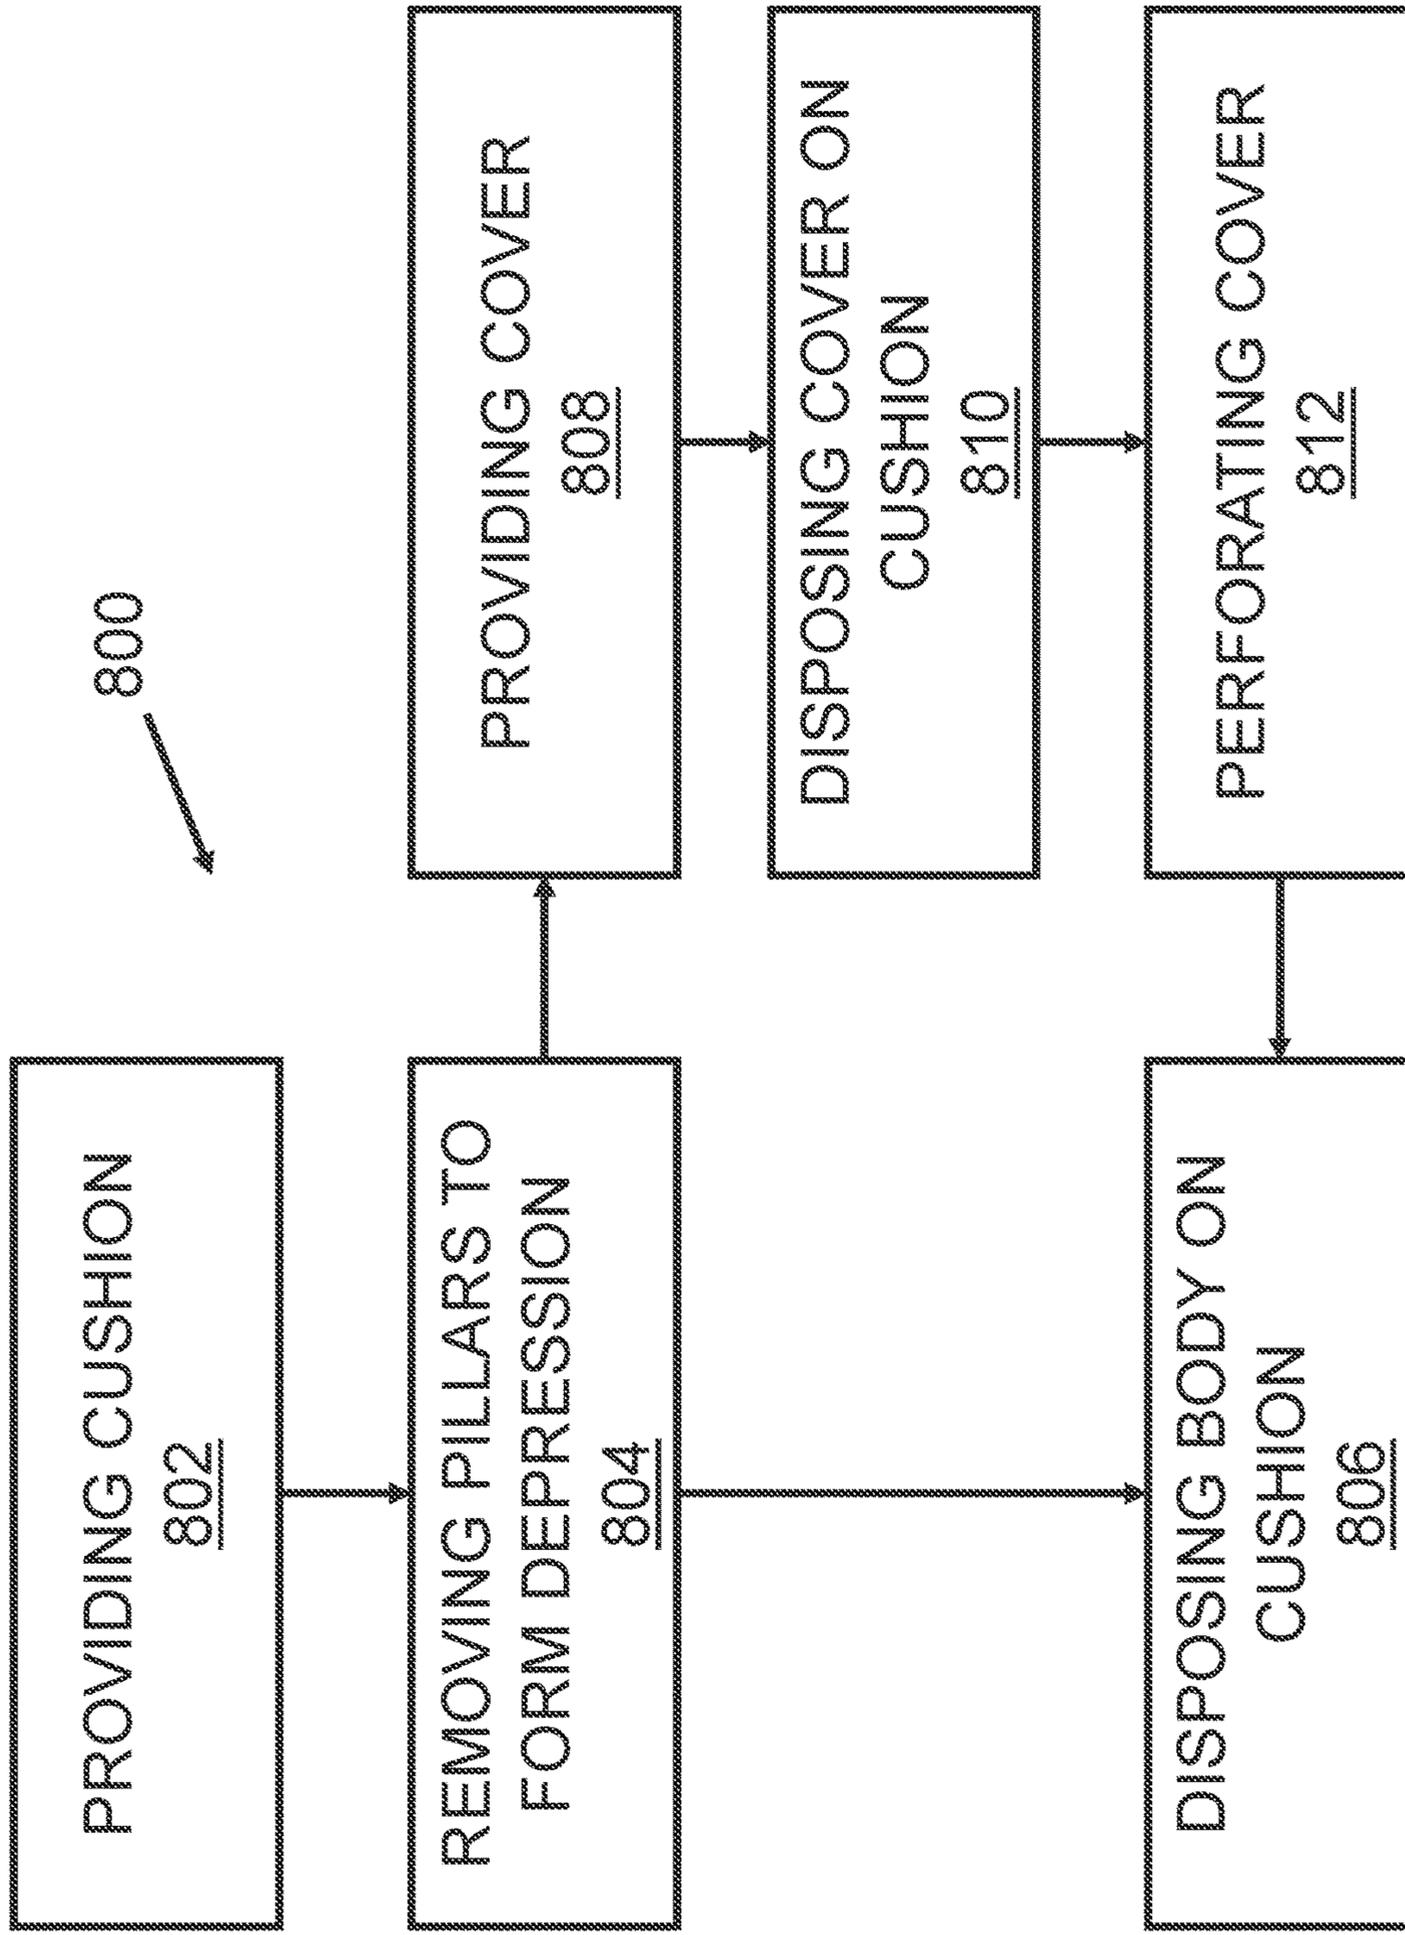 800
PROVIDING CUSHION
802
REMOVING PILLARS TO
FORM DEPRESSION
804
PROVIDING COVER
808
DISPOSING COVER ON
CUSHION
810
PERFORATING COVER
812
DISPOSING BODY ON
CUSHION
806